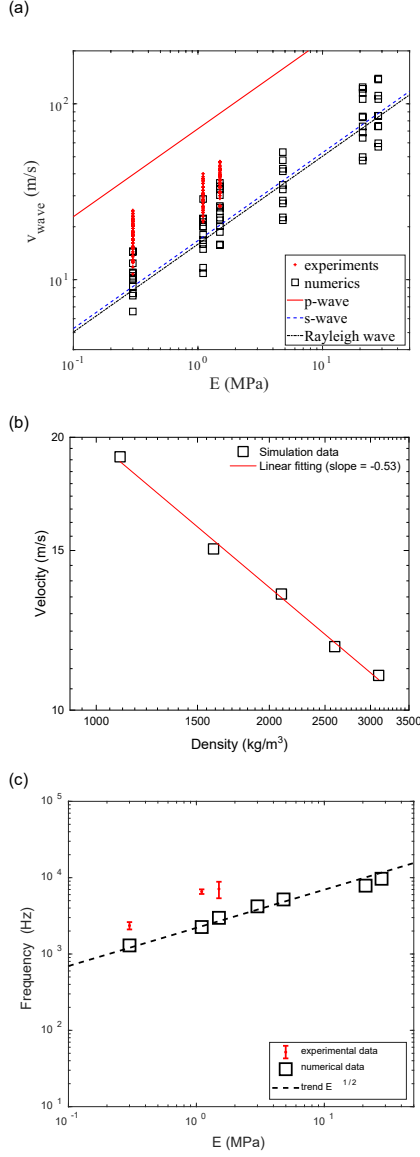 (a)
10²
10¹
v_wave (m/s)
10⁻¹ 10⁰ 10¹
E (MPa)
experiments
numerics
p-wave
s-wave
Rayleigh wave
(b)
20
15
10
Velocity (m/s)
Simulation data
Linear fitting (slope = -0.53)
1000 1500 2000 2500 3000 3500
Density (kg/m³)
(c)
10⁵
10⁴
10³
10²
10¹
Frequency (Hz)
10⁻¹ 10⁰ 10¹
E (MPa)
experimental data
numerical data
trend E ¹/²